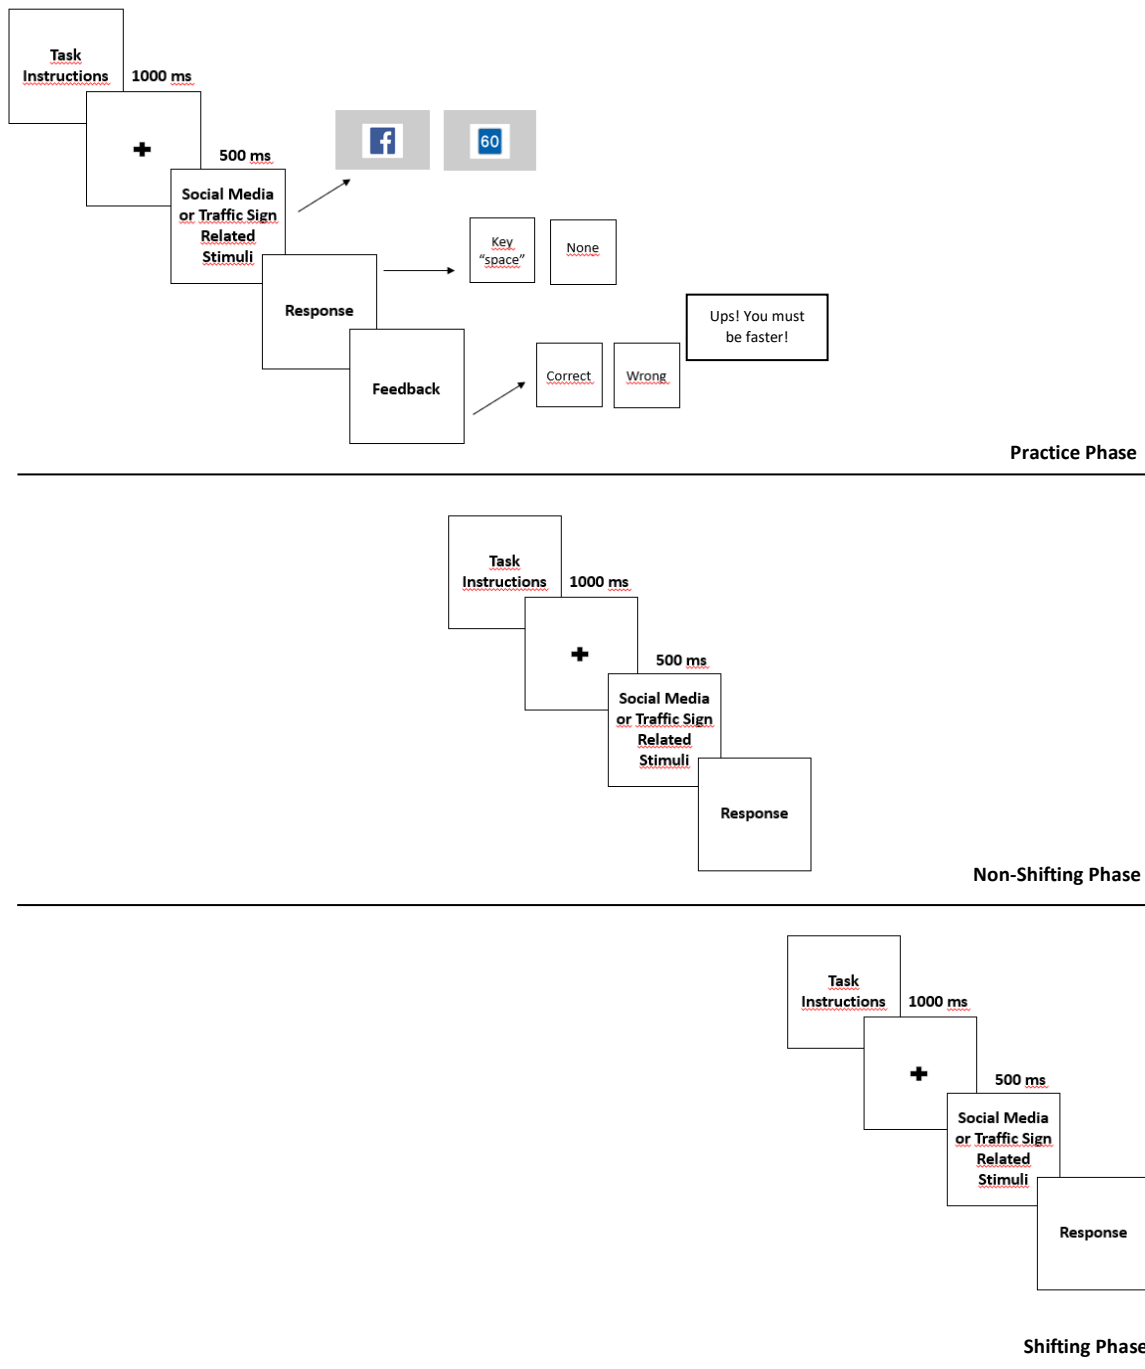 Task
Instructions
1000 ms
500 ms
Social Media
or Traffic Sign
Related
Stimuli
f
60
Response
Key
“space”
None
Feedback
Correct
Wrong
Ups! You must
be faster!
Practice Phase
Task
Instructions
1000 ms
500 ms
Social Media
or Traffic Sign
Related
Stimuli
Response
Non-Shifting Phase
Task
Instructions
1000 ms
500 ms
Social Media
or Traffic Sign
Related
Stimuli
Response
Shifting Phase